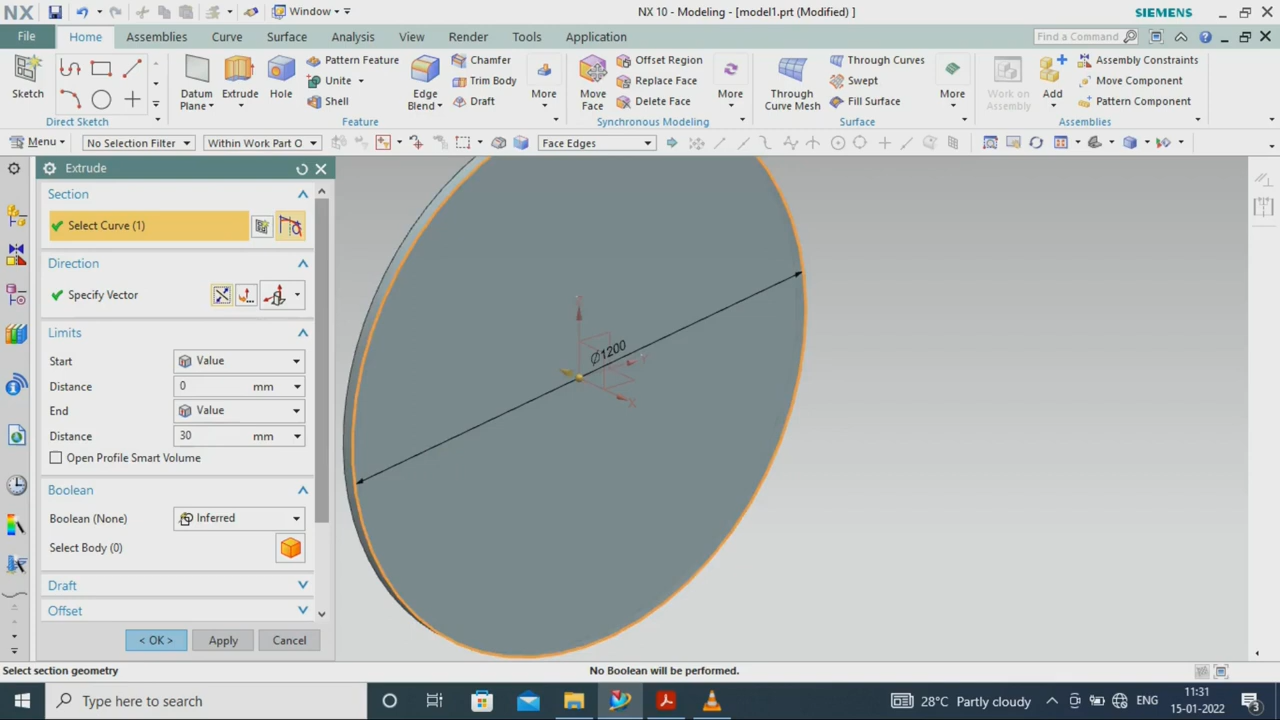 NX
Window
NX 10 - Modeling - [model1.prt (Modified) ]
SIEMENS
File
Home
Assemblies
Curve
Surface
Analysis
View
Render
Tools
Application
Find a Command
Sketch
Direct Sketch
Datum
Plane
Extrude
Hole
Pattern Feature
Unite
Shell
Edge
Blend
Chamfer
Trim Body
Draft
More
Feature
Move
Face
Offset Region
Replace Face
Delete Face
More
Synchronous Modeling
Through
Curve Mesh
Through Curves
Swept
Fill Surface
More
Surface
Work on
Assembly
Add
Assembly Constraints
Move Component
Pattern Component
Assemblies
Menu
No Selection Filter
Within Work Part O
Face Edges
Extrude
Section
Select Curve (1)
Direction
Specify Vector
Limits
Start
Value
Distance
0
mm
End
Value
Distance
30
mm
Open Profile Smart Volume
Boolean
Boolean (None)
Inferred
Select Body (0)
Draft
Offset
< OK >
Apply
Cancel
Ø1200
X
Select section geometry
No Boolean will be performed.
Type here to search
28°C Partly cloudy
ENG
11:31
15-01-2022
3